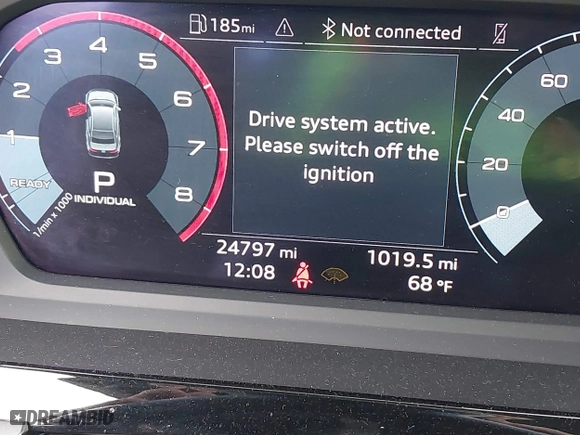 185mi
Not connected
Drive system active.
Please switch off the
ignition
1
2
3
4
5
6
7
8
READY
P
INDIVIDUAL
1/min x 1000
60
40
20
0
24797 mi
12:08
1019.5 mi
68 °F
DREAMBID